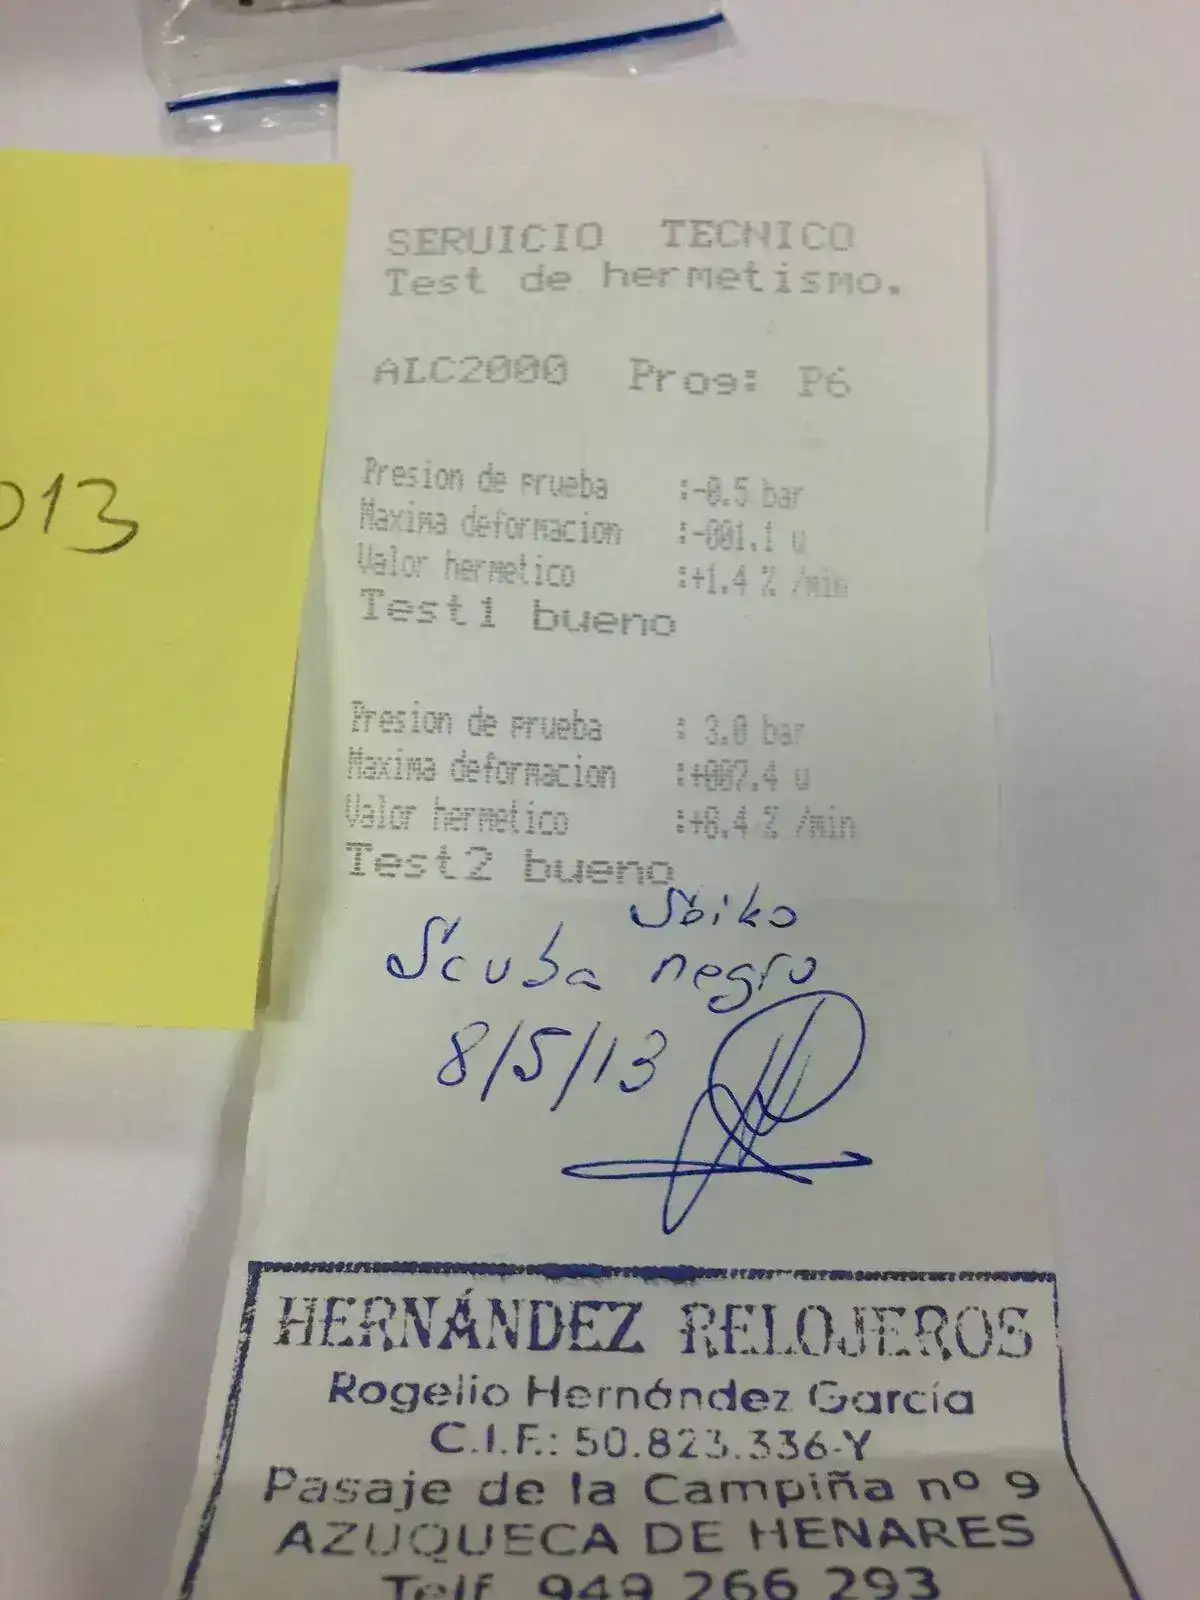 013
SERVICIO TECNICO
Test de hermetismo.
ALC2000 Prog: P6
Presion de prueba :-0.5 bar
Maxima deformacion :-001.1 u
Valor hermetico :+1.4 % /min
Test1 bueno
Presion de prueba : 3.0 bar
Maxima deformacion :+007.4 u
Valor hermetico :+8.4 % /min
Test2 bueno
Seiko
Scuba negro
8/5/13
HERNÁNDEZ RELOJEROS
Rogelio Hernández García
C.I.F.: 50.823.336-Y
Pasaje de la Campiña nº 9
AZUQUECA DE HENARES
Telf. 949 266 293